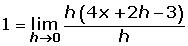 1 = lim h→0 h(4x+2h−3) / h